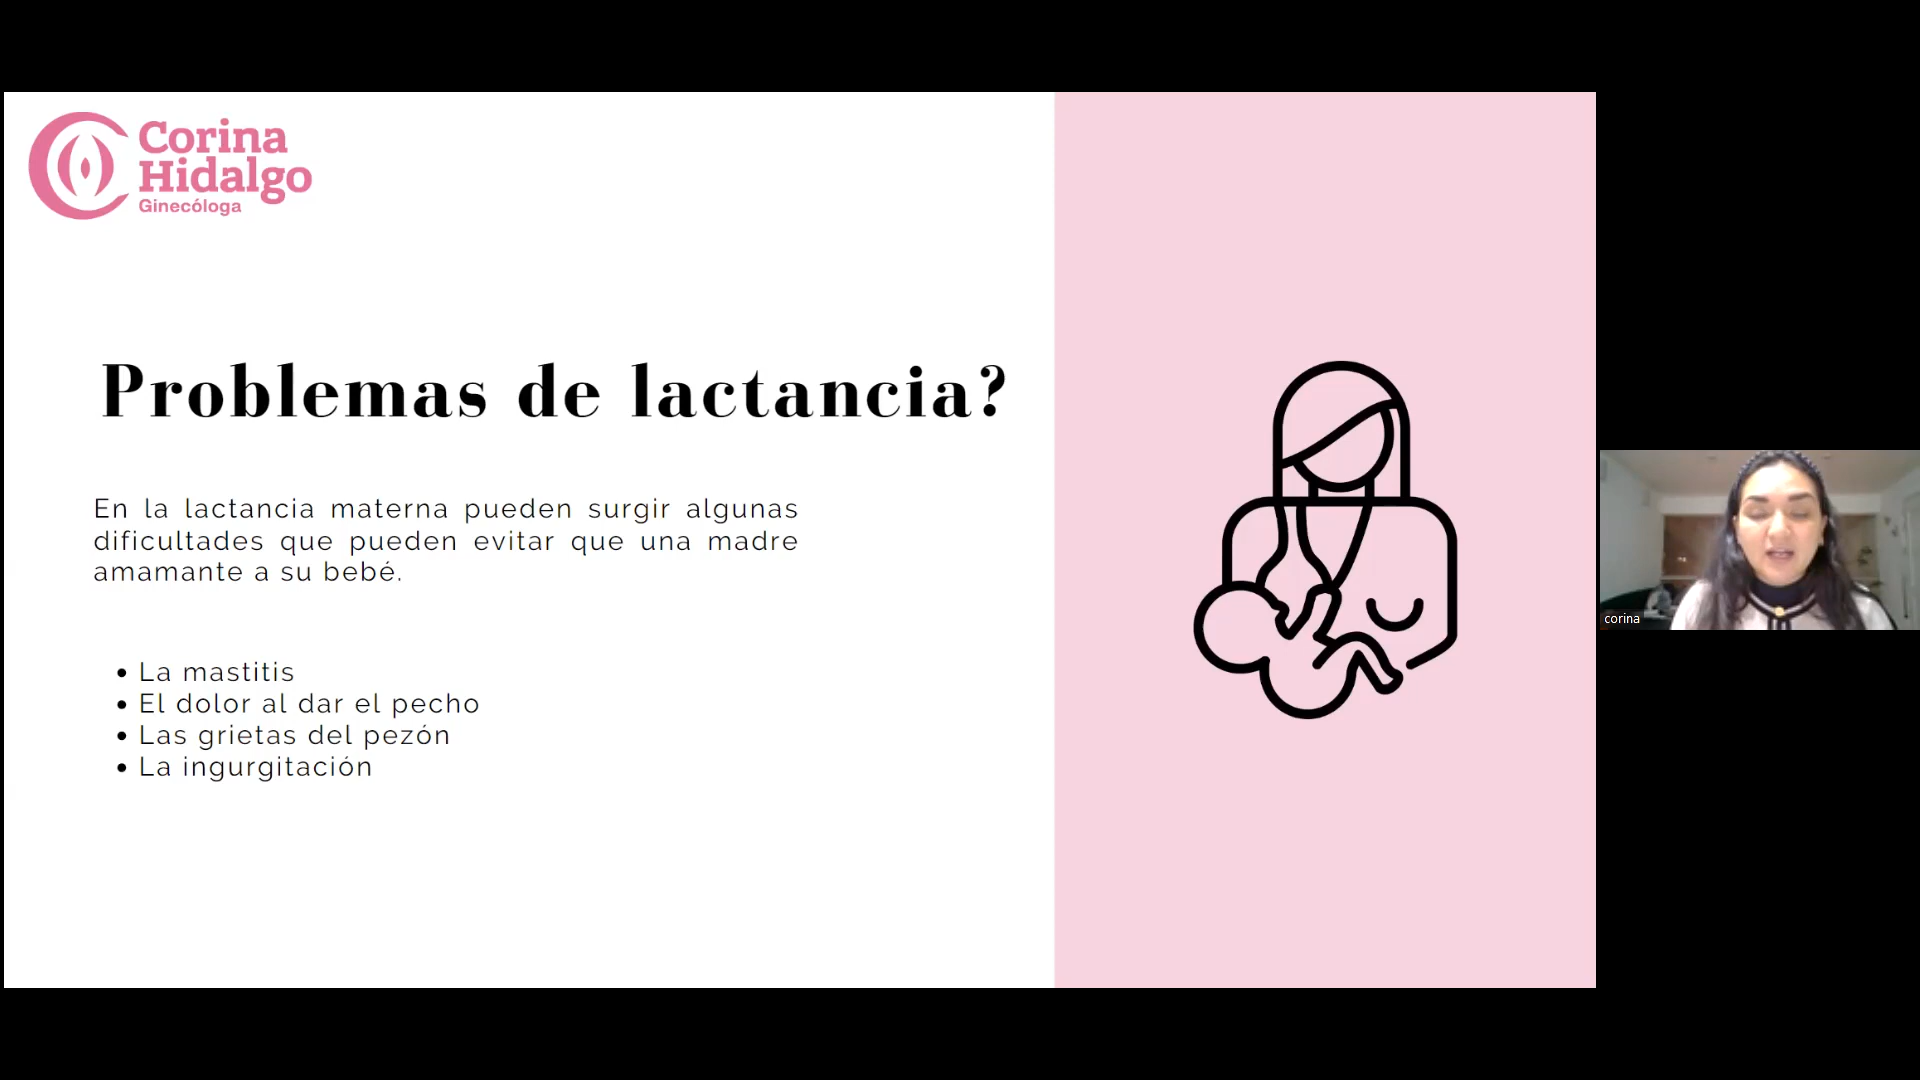 Corina
Hidalgo
Ginecóloga
Problemas de lactancia?
En la lactancia materna pueden surgir algunas
dificultades que pueden evitar que una madre
amamante a su bebé.
• La mastitis
• El dolor al dar el pecho
• Las grietas del pezón
• La ingurgitación
corina